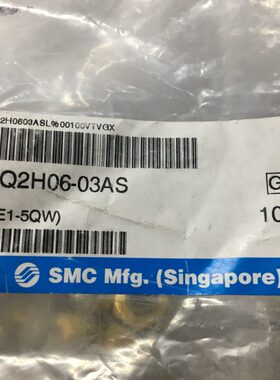 2H0603ASL%00100VTVGX
Q2H06-03AS
E1-5QW)
10
SMC Mfg. (Singapore)